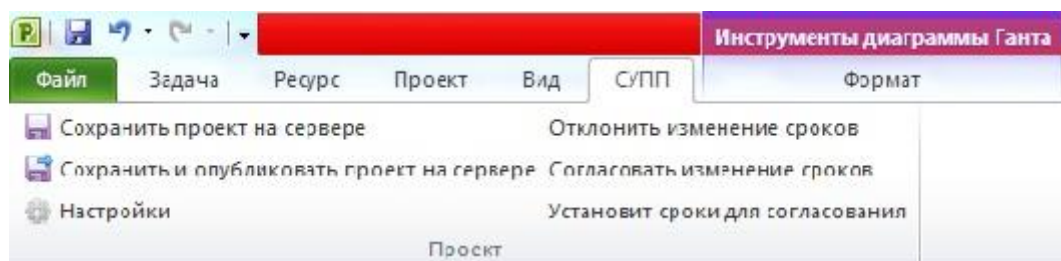 Инструменты диаграммы Ганта
Файл Задача Ресурс Проект Вид СУПП Формат
Сохранить проект на сервере Отклонить изменение сроков
Сохранить и опубликовать проект на сервере Согласовать изменение сроков
Настройки Установит сроки для согласования
Проект